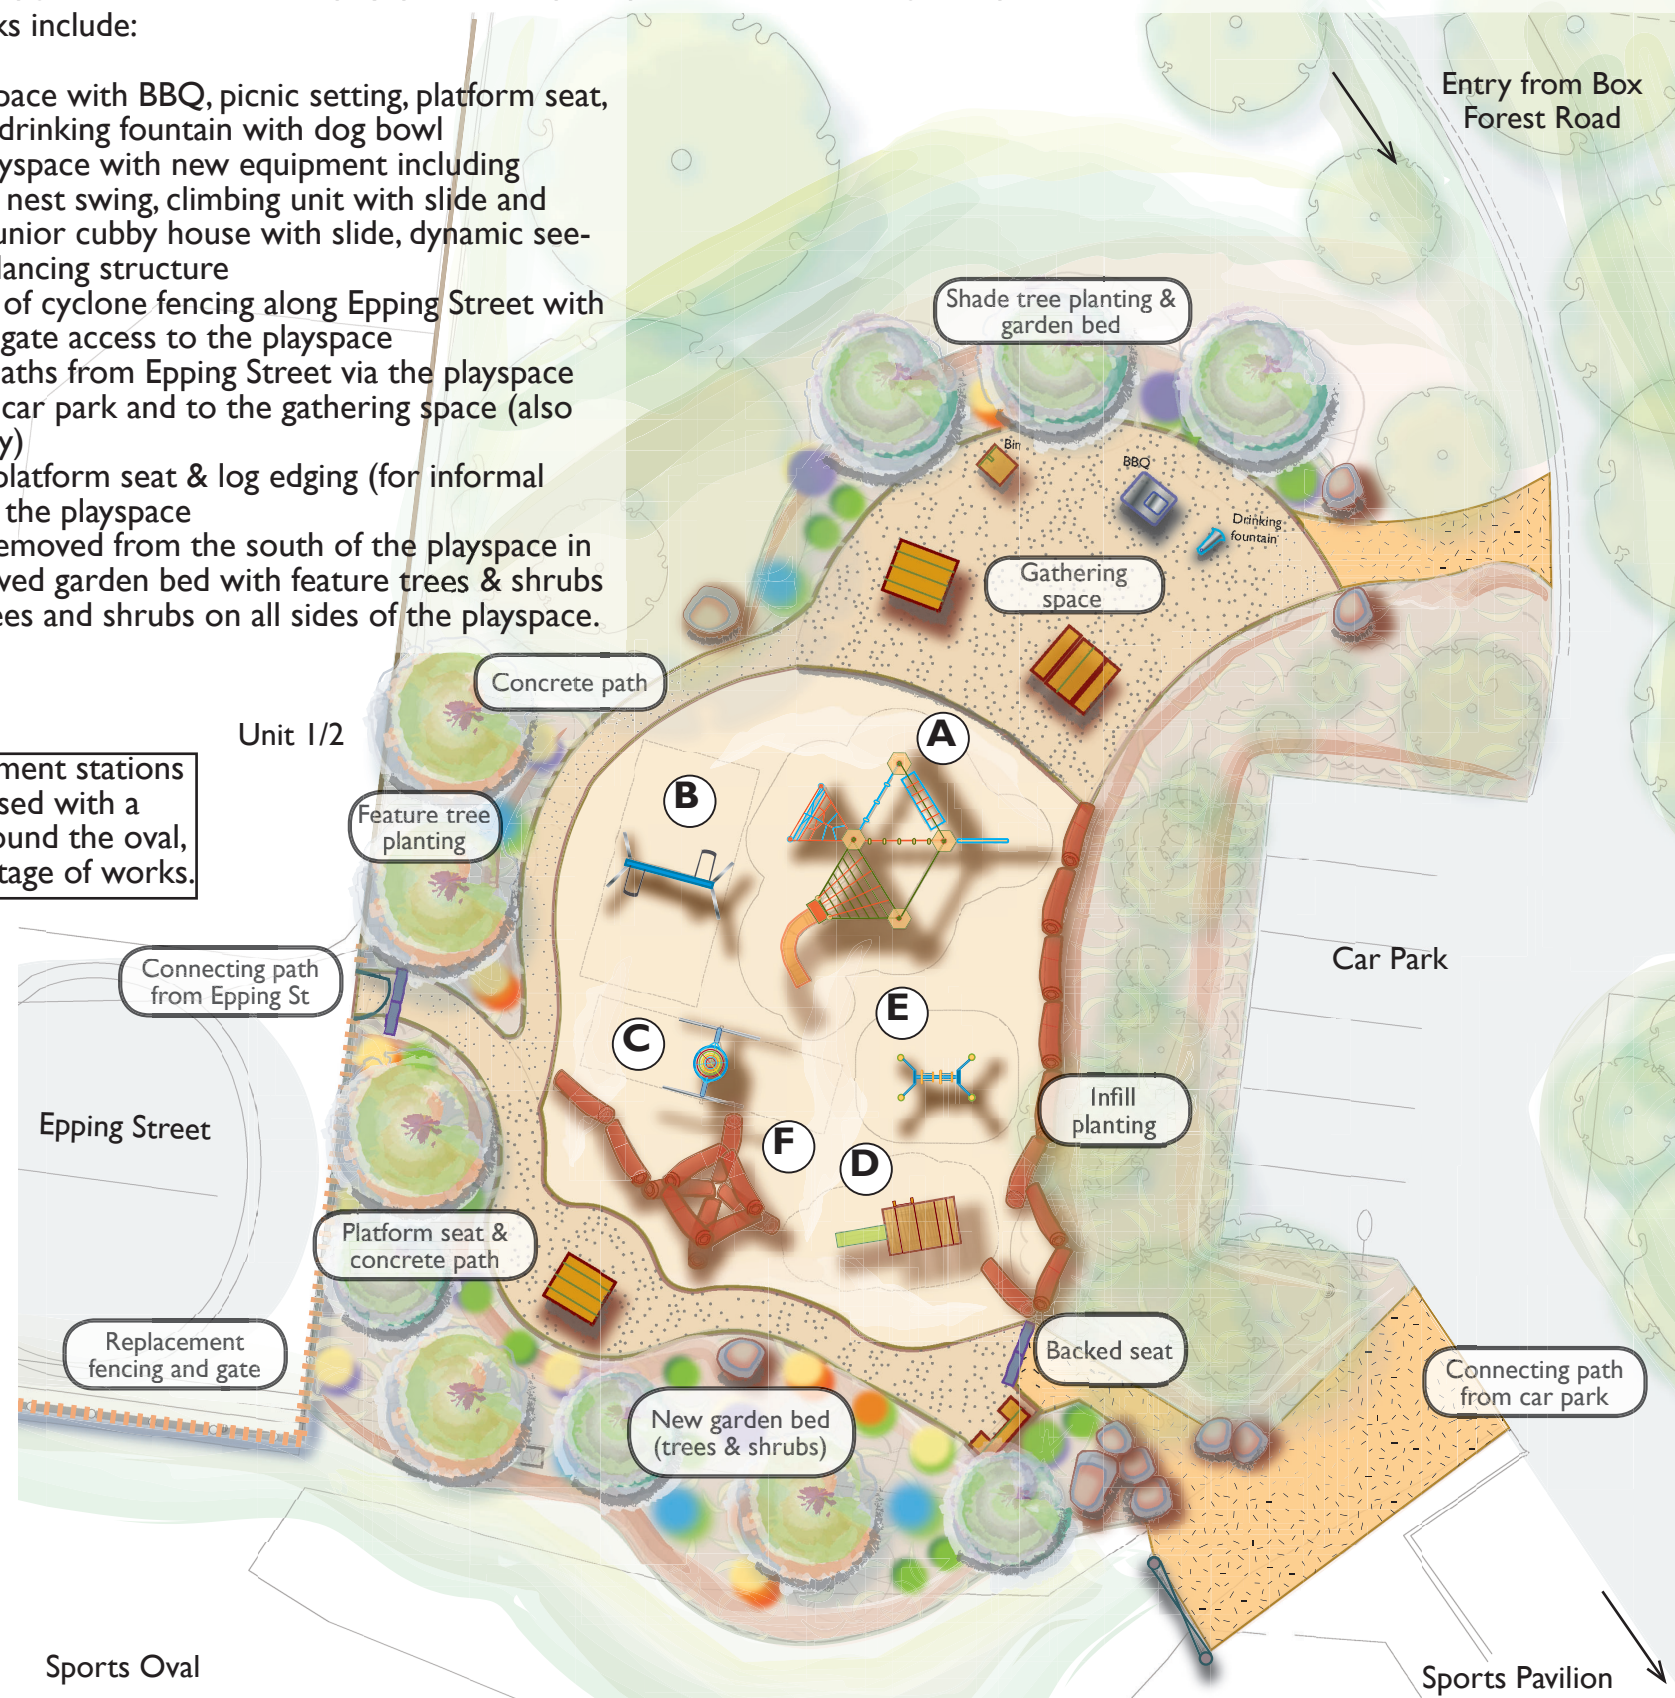 ks include:
pace with BBQ, picnic setting, platform seat,
drinking fountain with dog bowl
yspace with new equipment including
nest swing, climbing unit with slide and
unior cubby house with slide, dynamic see-
lancing structure
of cyclone fencing along Epping Street with
gate access to the playspace
aths from Epping Street via the playspace
car park and to the gathering space (also
y)
platform seat & log edging (for informal
the playspace
emoved from the south of the playspace in
ved garden bed with feature trees & shrubs
ees and shrubs on all sides of the playspace.
Entry from Box
Forest Road
Shade tree planting &
garden bed
Bin
BBQ
Drinking
fountain
Gathering
space
Concrete path
Unit 1/2
ment stations
sed with a
ound the oval,
tage of works.
A
B
Feature tree
planting
Connecting path
from Epping St
Car Park
E
C
Epping Street
Infill
planting
F
D
Platform seat &
concrete path
Replacement
fencing and gate
Backed seat
Connecting path
from car park
New garden bed
(trees & shrubs)
Sports Oval
Sports Pavilion